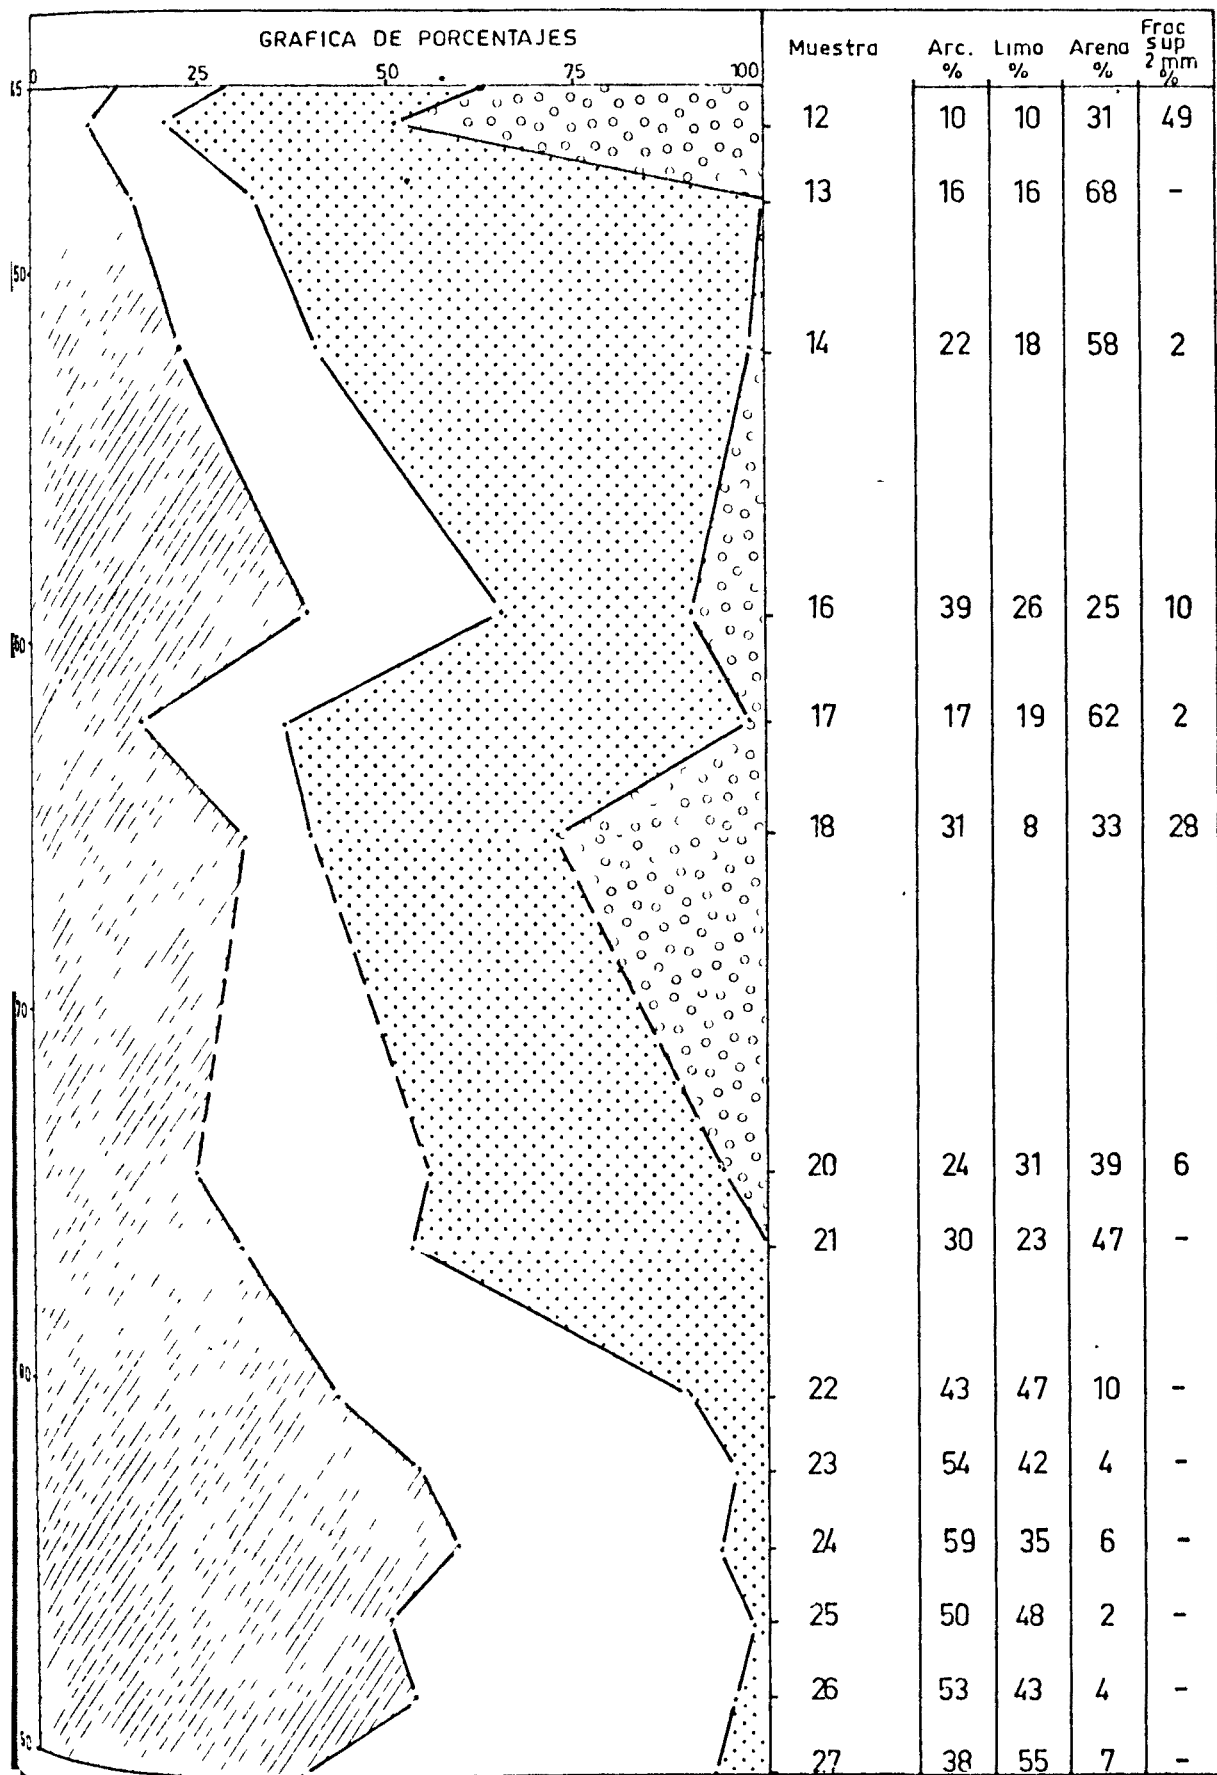 GRAFICA DE PORCENTAJES
0 25 50 75 100
Muestra Arc. % Limo % Arena % Frac sup 2 mm %
12 10 10 31 49
13 16 16 68 -
50
14 22 18 58 2
16 39 26 25 10
60
17 17 19 62 2
18 31 8 33 28
70
20 24 31 39 6
21 30 23 47 -
80
22 43 47 10 -
23 54 42 4 -
24 59 35 6 -
25 50 48 2 -
26 53 43 4 -
27 38 55 7 -